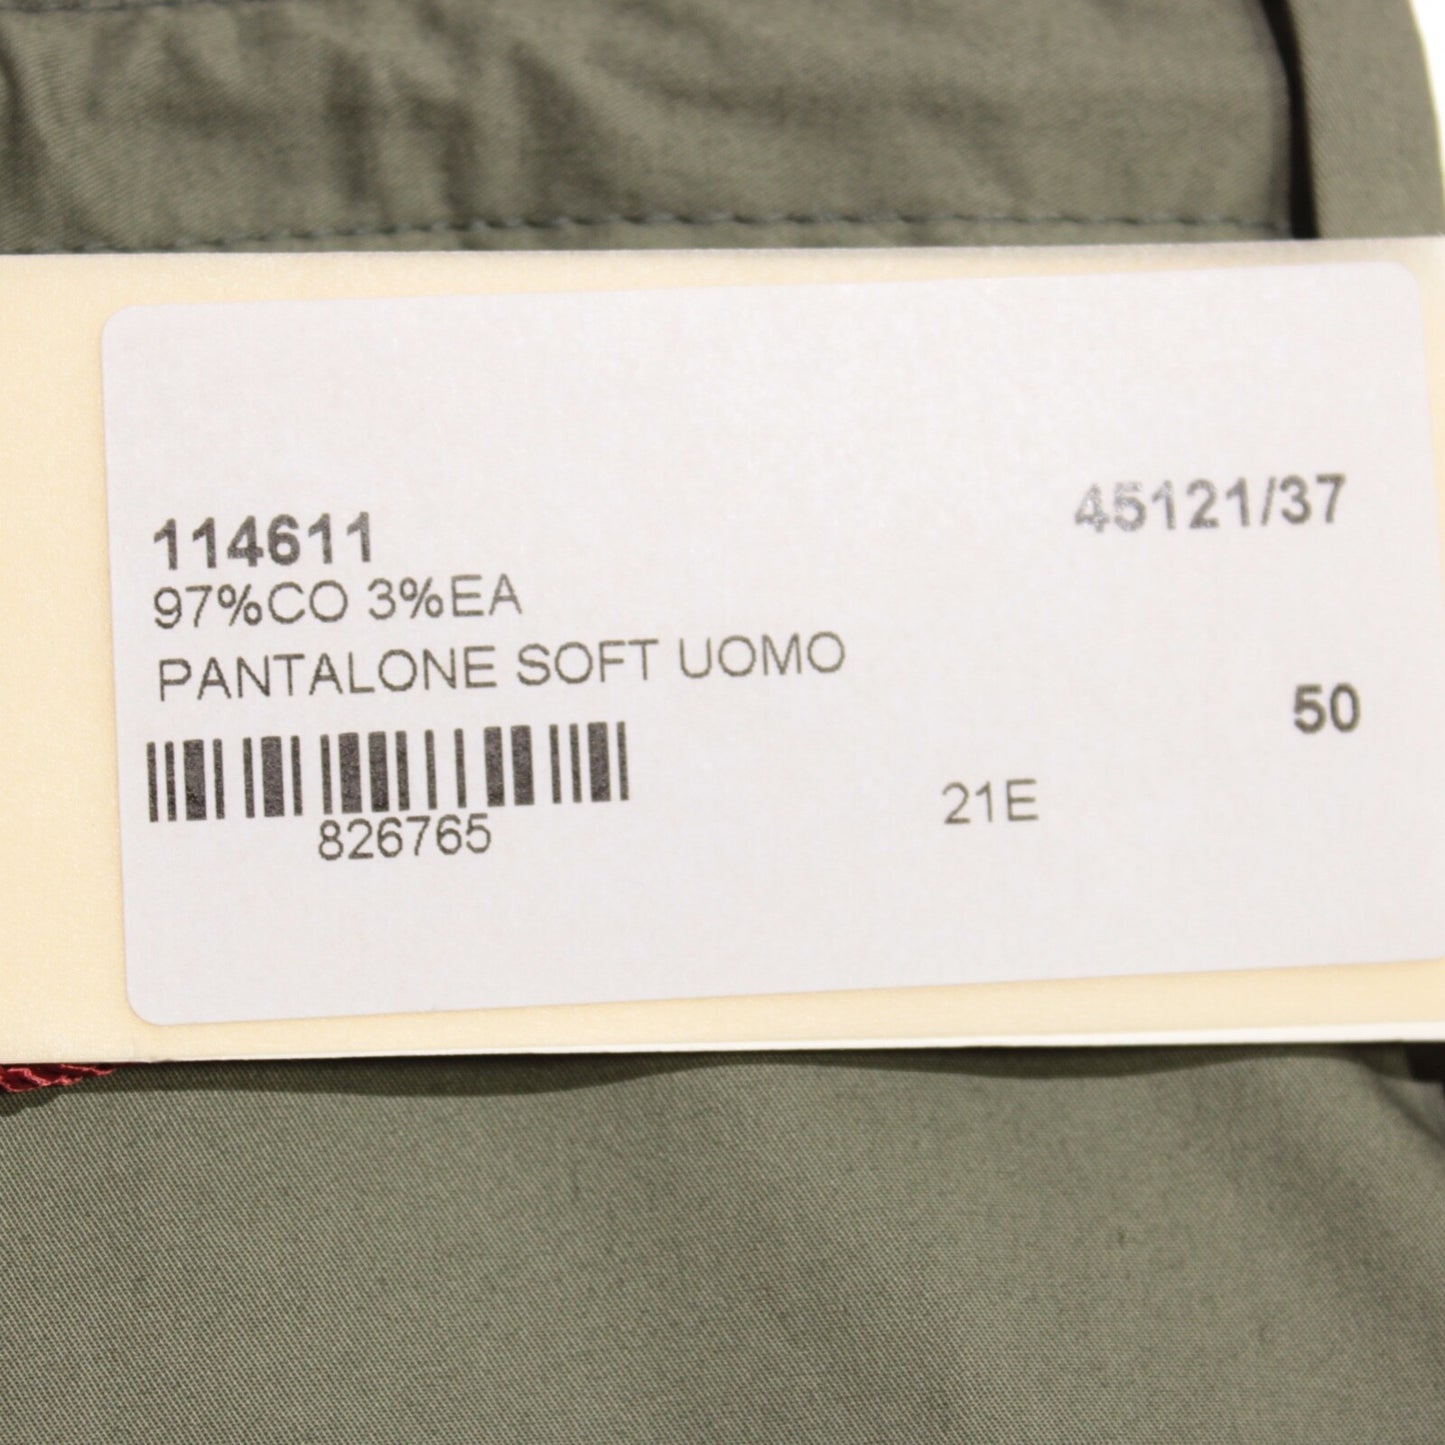 45121/37
114611
97%CO 3%EA
PANTALONE SOFT UOMO
50
21E
826765